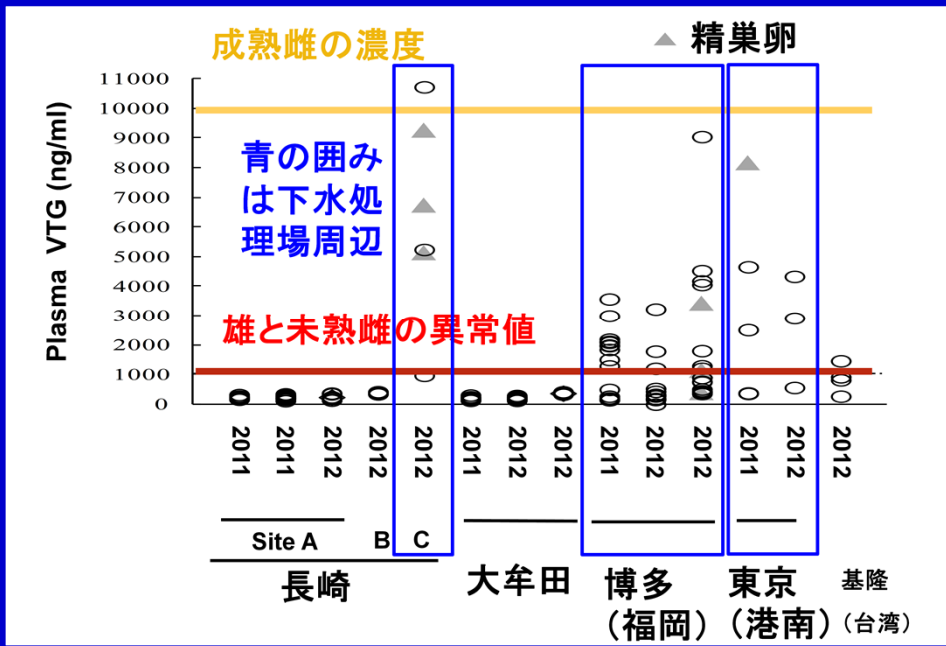 成熟雌の濃度
▲ 精巣卵
Plasma VTG (ng/ml)
11000
10000
9000
8000
7000
6000
5000
4000
3000
2000
1000
0
青の囲み
は下水処
理場周辺
雄と未熟雌の異常値
2011 2011 2012 2012 2012 2011 2012 2012 2011 2012 2012 2011 2012 2012
Site A B C
長崎 大牟田 博多 東京 基隆
(福岡) (港南) (台湾)